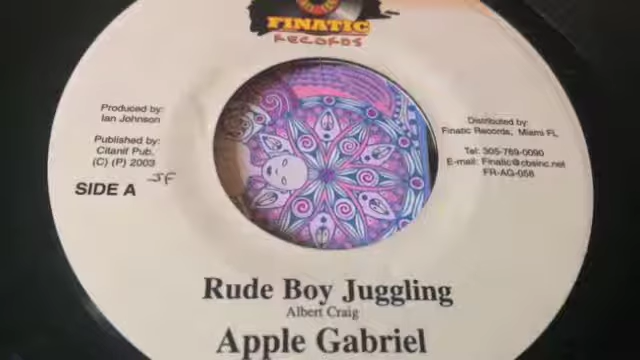 FINATIC
RECORDS
Produced by:
Ian Johnson
Published by:
Citanif Pub.
(C) (P) 2003
SIDE A
JF
Distributed by:
Finatic Records, Miami FL
Tel: 305-769-0090
E-mail: Finatic@cbsinc.net
FR-AG-058
Rude Boy Juggling
Albert Craig
Apple Gabriel